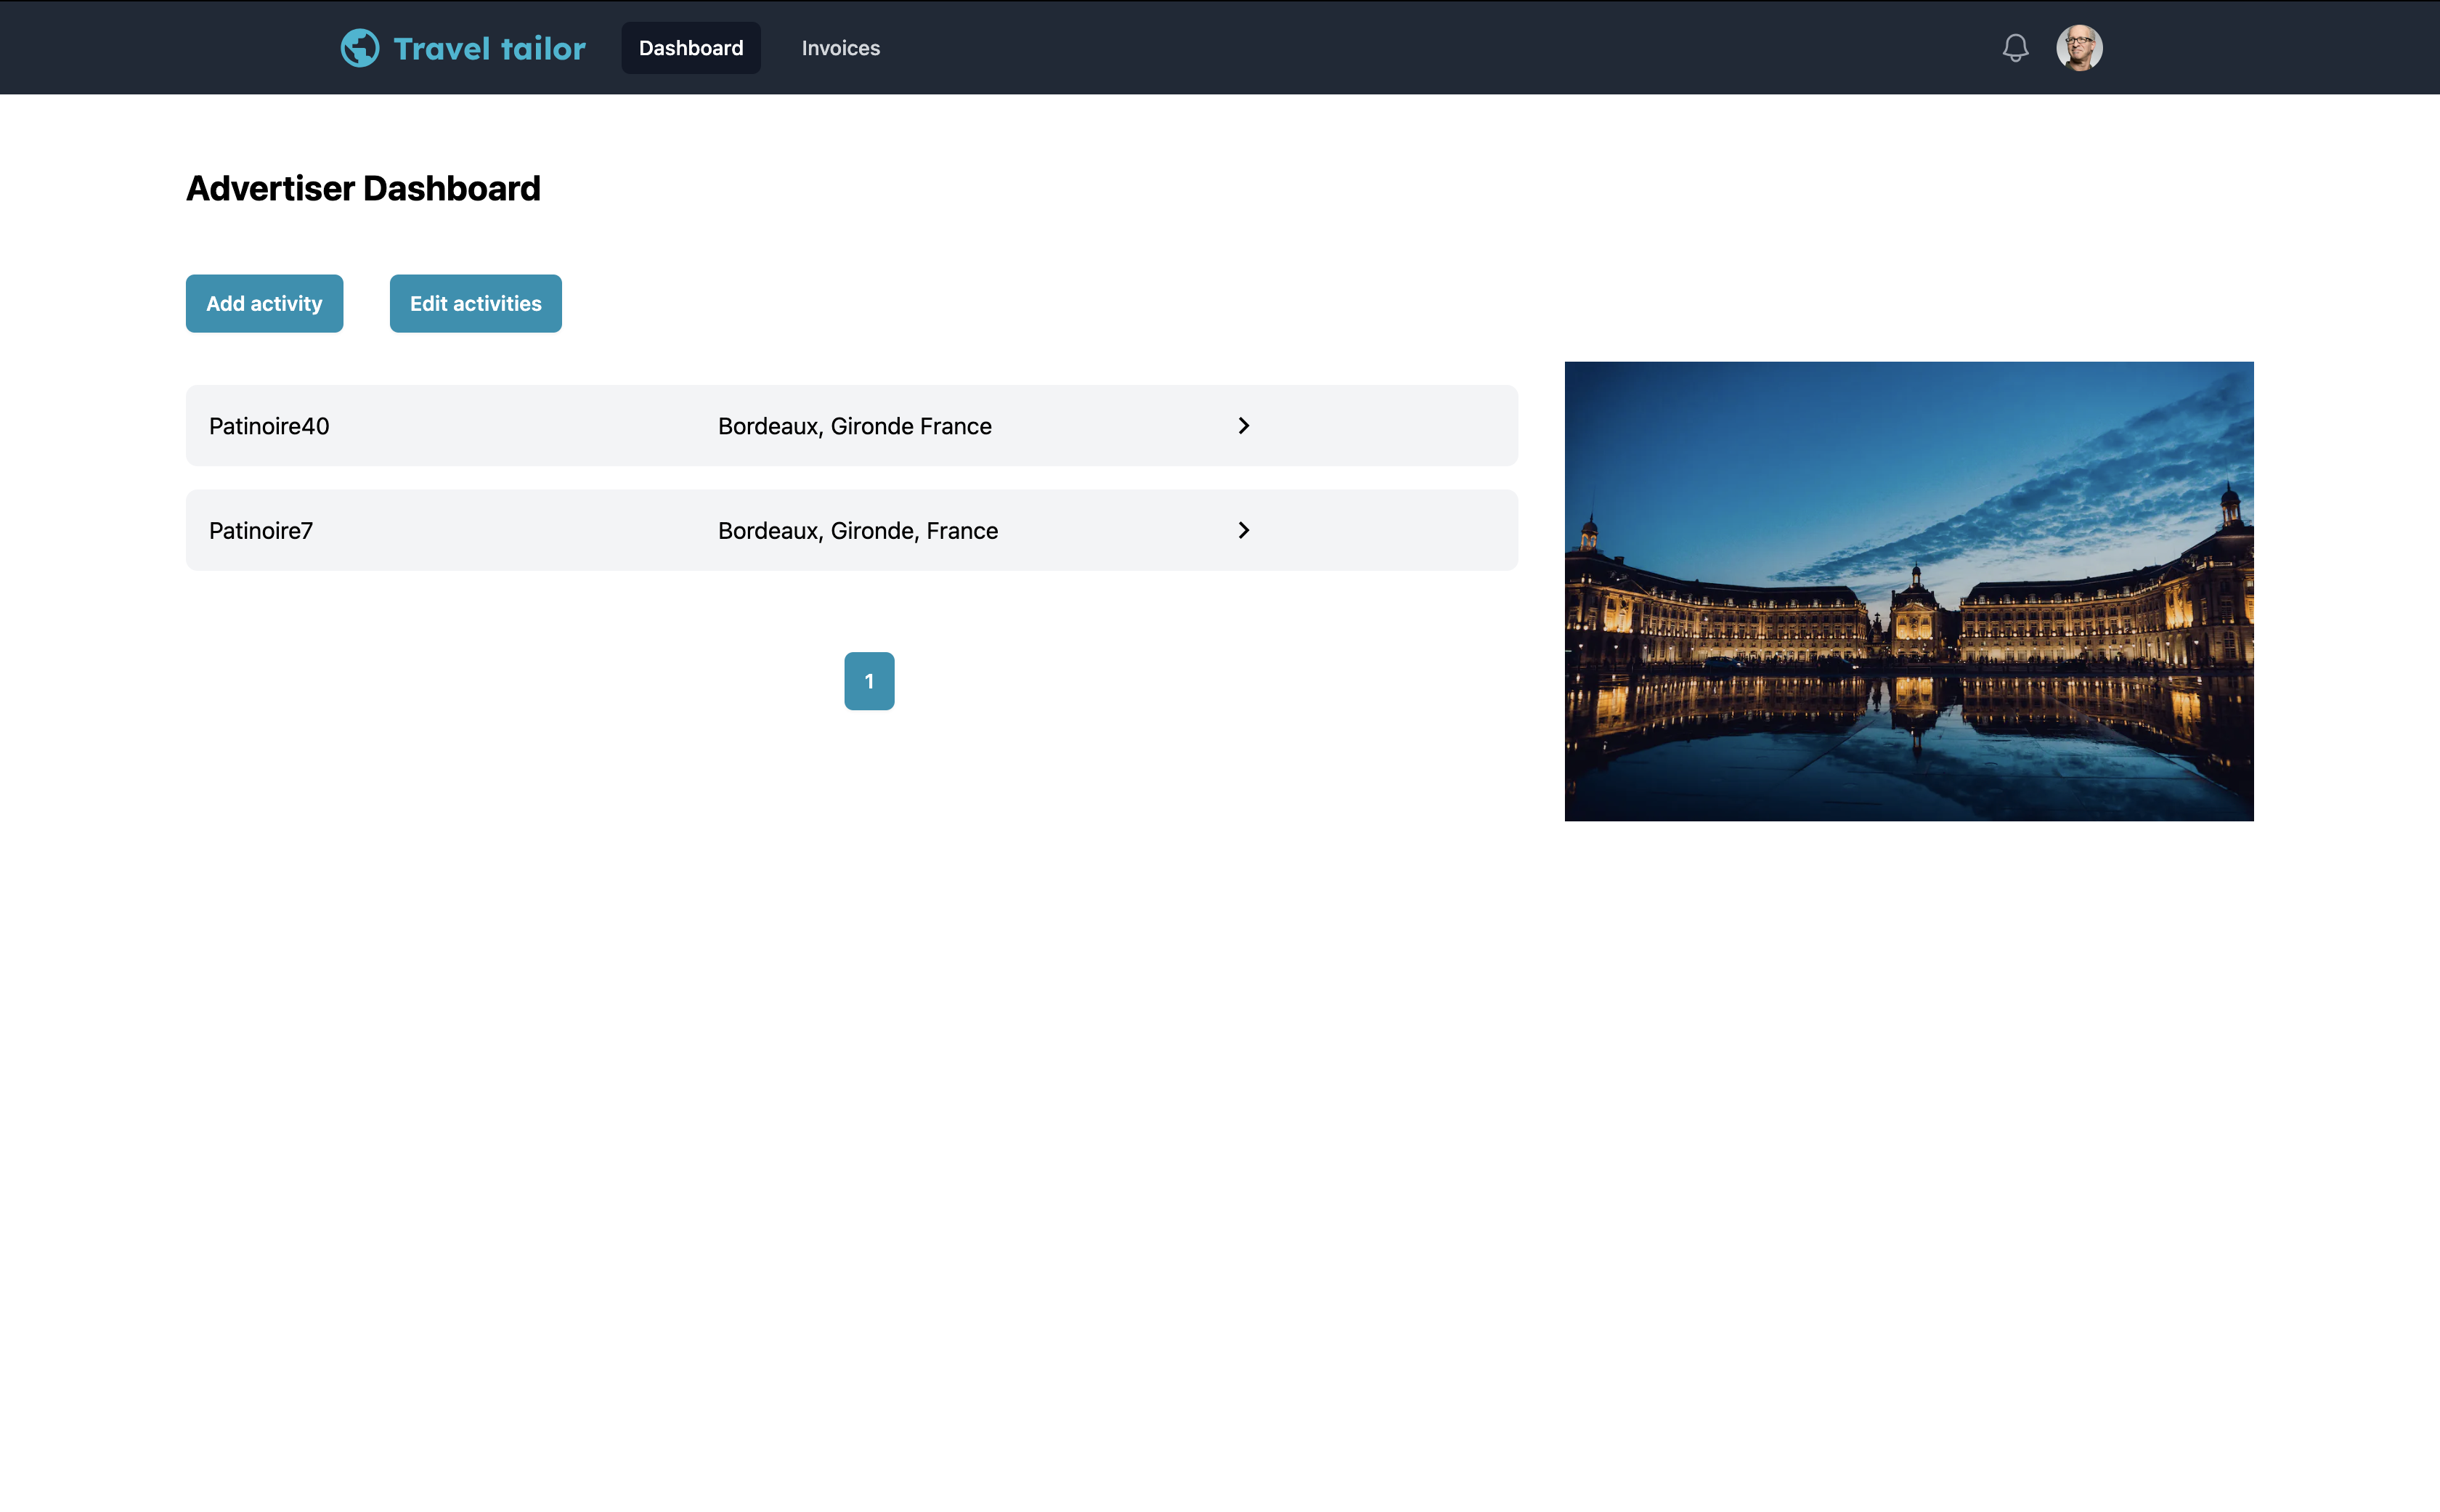 Travel tailor
Dashboard
Invoices
Advertiser Dashboard
Add activity
Edit activities
Patinoire40
Bordeaux, Gironde France
Patinoire7
Bordeaux, Gironde, France
1